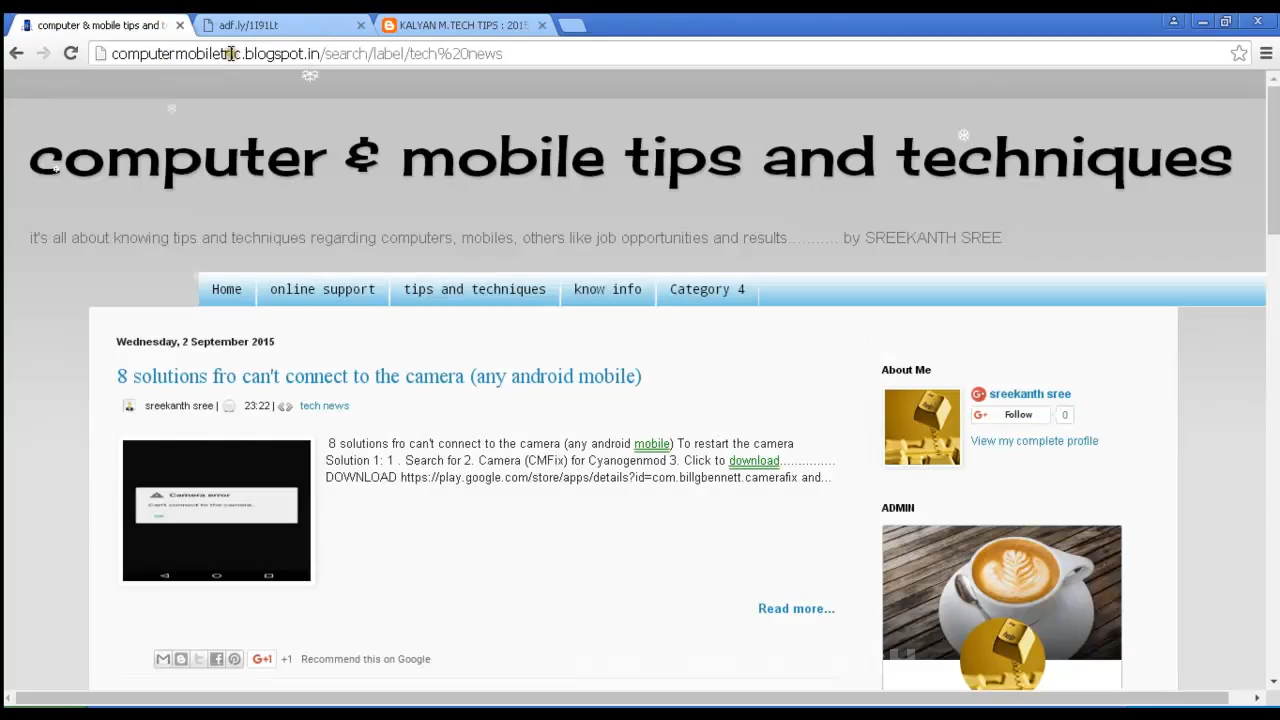 computer & mobile tips and t
adf.ly/1I91Lt
KALYAN M.TECH TIPS : 2015
computermobiletric.blogspot.in/search/label/tech%20news
computer & mobile tips and techniques
it's all about knowing tips and techniques regarding computers, mobiles, others like job opportunities and results........... by SREEKANTH SREE
Home online support tips and techniques know info Category 4
Wednesday, 2 September 2015
8 solutions fro can't connect to the camera (any android mobile)
sreekanth sree | 23:22 | tech news
8 solutions fro can't connect to the camera (any android mobile) To restart the camera
Solution 1: 1 . Search for 2. Camera (CMFix) for Cyanogenmod 3. Click to download...............
DOWNLOAD https://play.google.com/store/apps/details?id=com.billgbennett.camerafix and...
Camera error
Can't connect to the camera.
Read more...
G+1 +1 Recommend this on Google
About Me
sreekanth sree
G+ Follow 0
View my complete profile
ADMIN
help